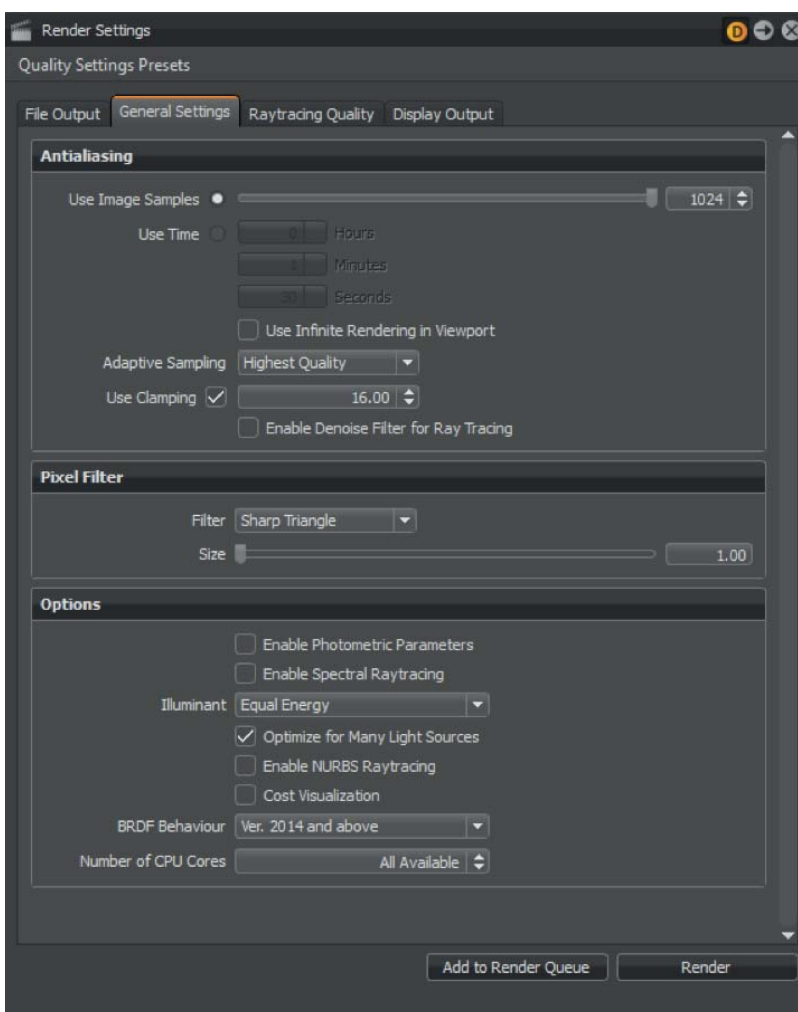 Render Settings
D
Quality Settings Presets
File Output General Settings Raytracing Quality Display Output
Antialiasing
Use Image Samples 1024
Use Time 0 Hours
Minutes
30 Seconds
Use Infinite Rendering in Viewport
Adaptive Sampling Highest Quality
Use Clamping 16.00
Enable Denoise Filter for Ray Tracing
Pixel Filter
Filter Sharp Triangle
Size 1.00
Options
Enable Photometric Parameters
Enable Spectral Raytracing
Illuminant Equal Energy
Optimize for Many Light Sources
Enable NURBS Raytracing
Cost Visualization
BRDF Behaviour Ver. 2014 and above
Number of CPU Cores All Available
Add to Render Queue Render